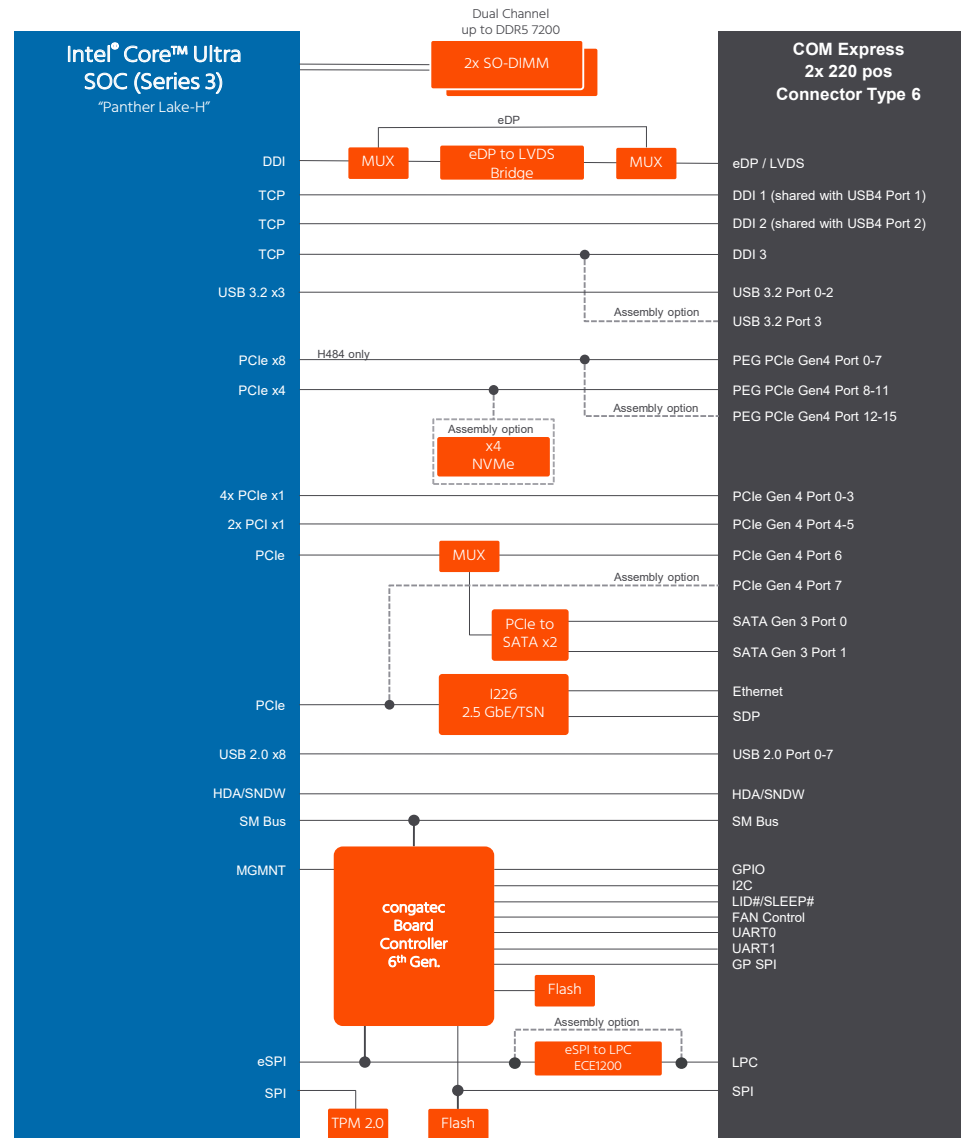 Dual Channel
up to DDR5 7200
Intel® Core™ Ultra
SOC (Series 3)
"Panther Lake-H"
2x SO-DIMM
COM Express
2x 220 pos
Connector Type 6
eDP
DDI
MUX
eDP to LVDS
Bridge
MUX
eDP / LVDS
TCP
DDI 1 (shared with USB4 Port 1)
TCP
DDI 2 (shared with USB4 Port 2)
TCP
DDI 3
USB 3.2 x3
USB 3.2 Port 0-2
Assembly option
USB 3.2 Port 3
PCIe x8
H484 only
PEG PCIe Gen4 Port 0-7
PCIe x4
PEG PCIe Gen4 Port 8-11
Assembly option
PEG PCIe Gen4 Port 12-15
Assembly option
x4
NVMe
4x PCIe x1
PCIe Gen 4 Port 0-3
2x PCI x1
PCIe Gen 4 Port 4-5
PCIe
MUX
PCIe Gen 4 Port 6
Assembly option
PCIe Gen 4 Port 7
PCIe to
SATA x2
SATA Gen 3 Port 0
SATA Gen 3 Port 1
PCIe
I226
2.5 GbE/TSN
Ethernet
SDP
USB 2.0 x8
USB 2.0 Port 0-7
HDA/SNDW
HDA/SNDW
SM Bus
SM Bus
MGMNT
congatec
Board
Controller
6th Gen.
GPIO
I2C
LID#/SLEEP#
FAN Control
UART0
UART1
GP SPI
Flash
Assembly option
eSPI
eSPI to LPC
ECE1200
LPC
SPI
SPI
TPM 2.0
Flash